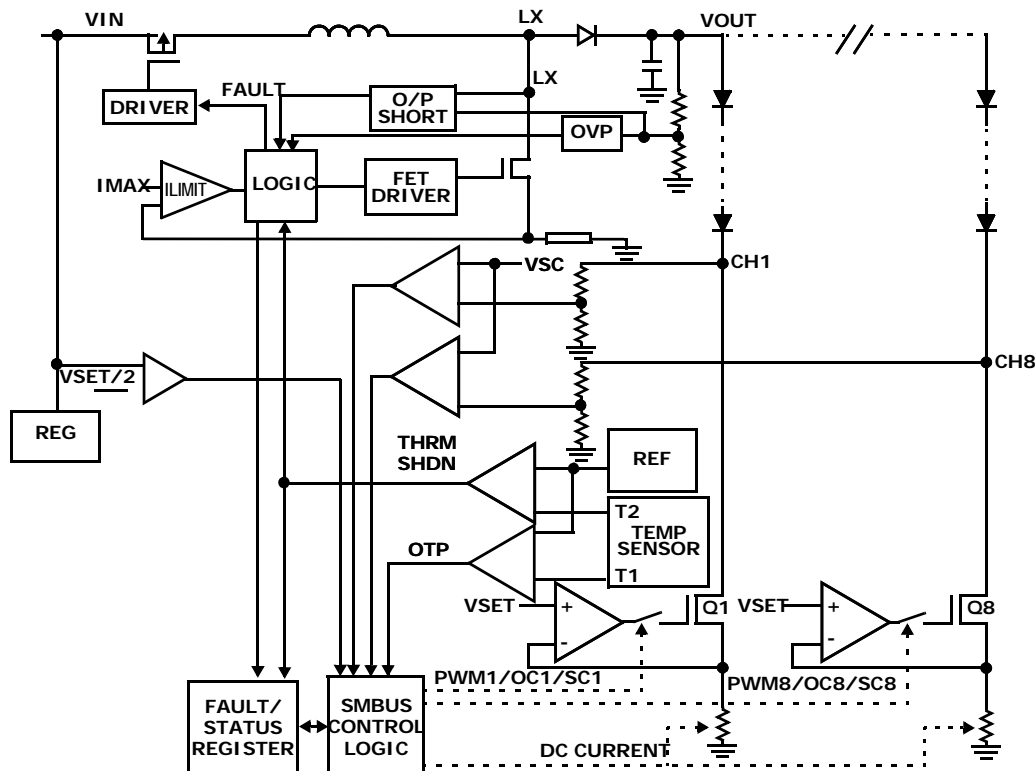 VIN
LX
VOUT
LX
FAULT
DRIVER
O/P
SHORT
OVP
IMAX
ILIMIT
LOGIC
FET
DRIVER
VSC
CH1
CH8
VSET/2
REG
THRM
SHDN
REF
T2
TEMP
SENSOR
T1
OTP
VSET
+
-
Q1
VSET
+
-
Q8
PWM1/OC1/SC1
PWM8/OC8/SC8
FAULT/
STATUS
REGISTER
SMBUS
CONTROL
LOGIC
DC CURRENT